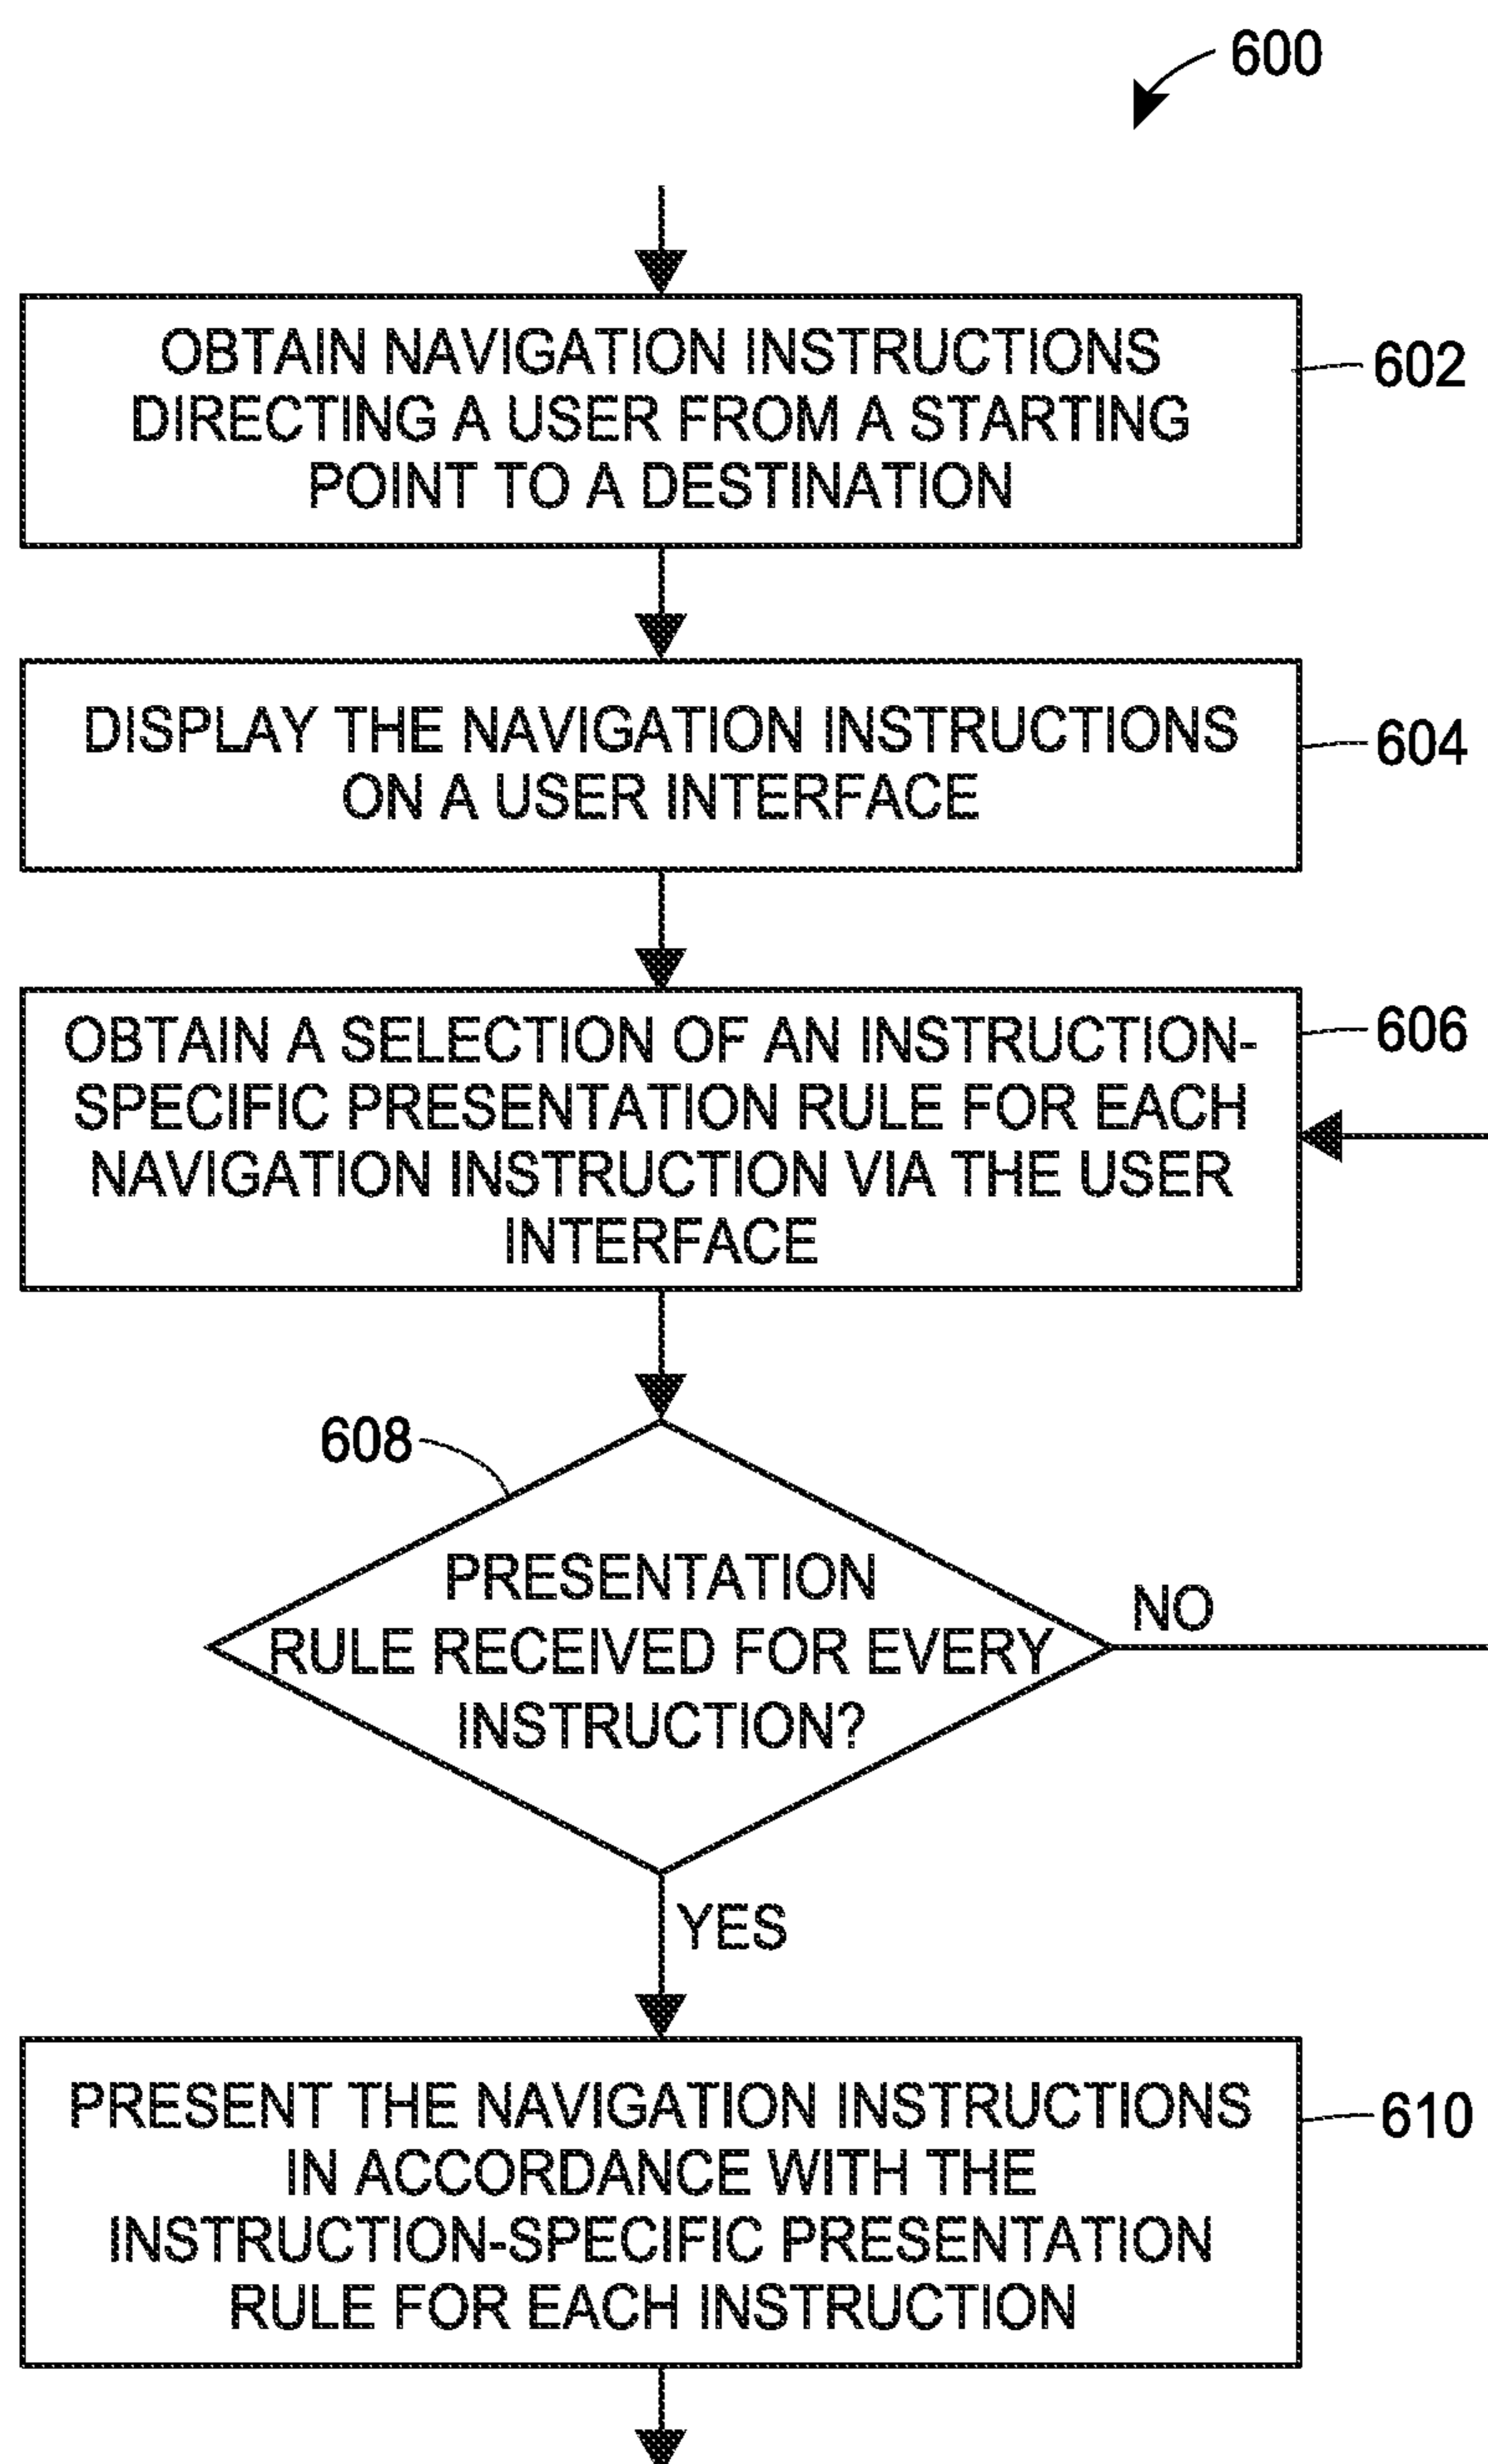 600
OBTAIN NAVIGATION INSTRUCTIONS
DIRECTING A USER FROM A STARTING
POINT TO A DESTINATION
602
DISPLAY THE NAVIGATION INSTRUCTIONS
ON A USER INTERFACE
604
OBTAIN A SELECTION OF AN INSTRUCTION-
SPECIFIC PRESENTATION RULE FOR EACH
NAVIGATION INSTRUCTION VIA THE USER
INTERFACE
606
608
PRESENTATION
RULE RECEIVED FOR EVERY
INSTRUCTION?
NO
YES
PRESENT THE NAVIGATION INSTRUCTIONS
IN ACCORDANCE WITH THE
INSTRUCTION-SPECIFIC PRESENTATION
RULE FOR EACH INSTRUCTION
610